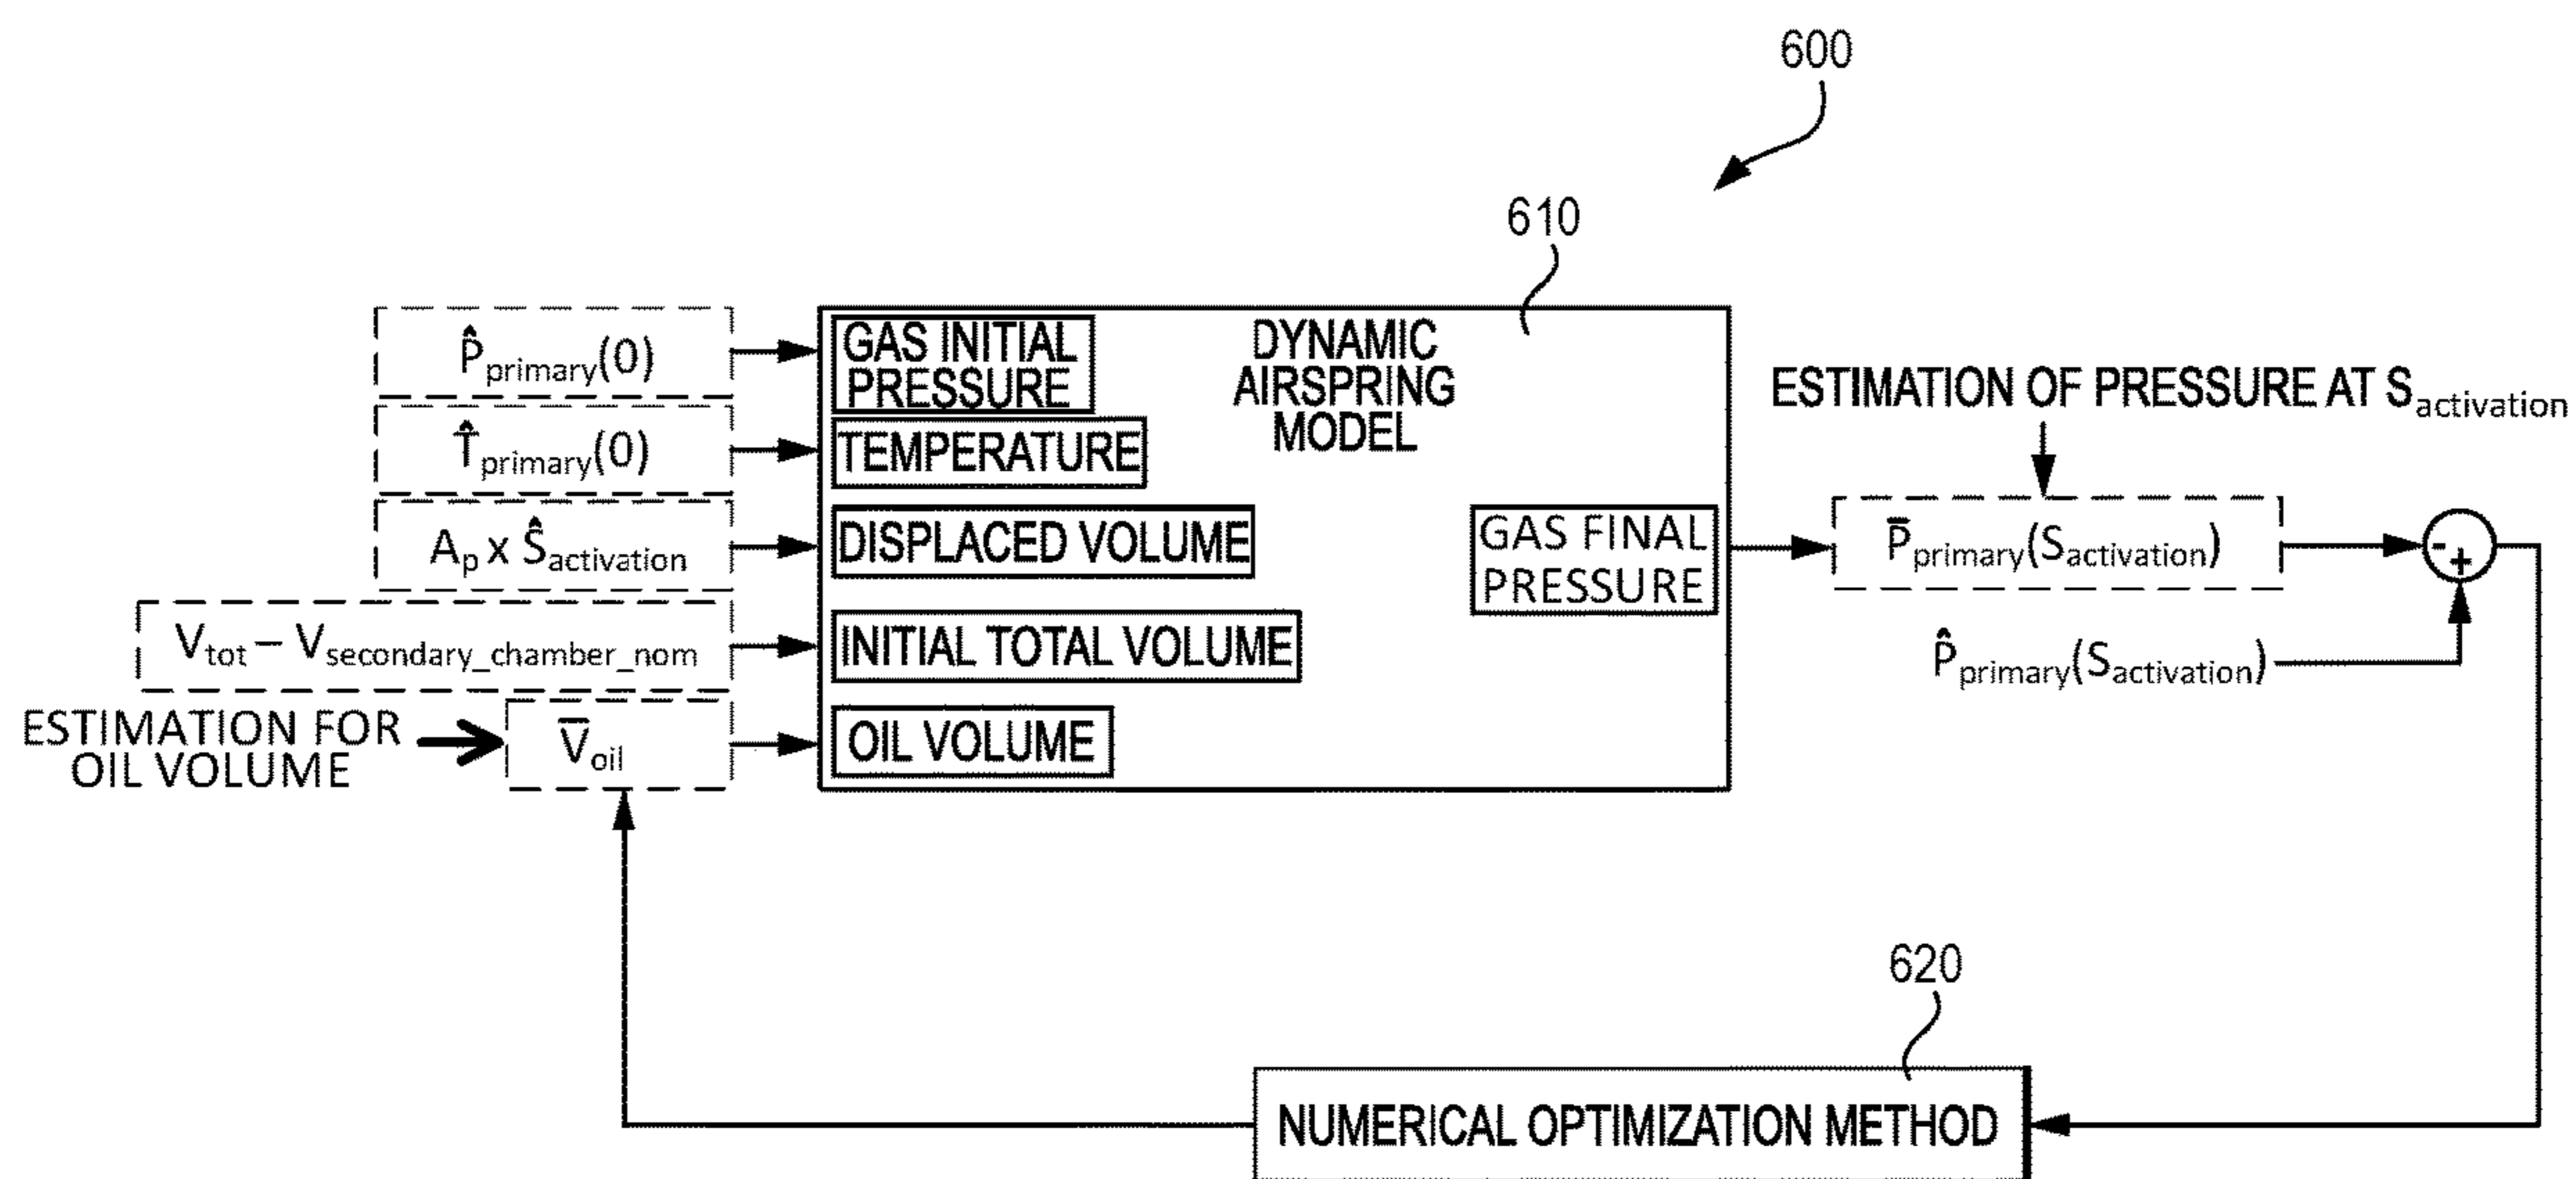 600
610
P̂primary(0)
GAS INITIAL
PRESSURE
DYNAMIC
AIRSPRING
MODEL
T̂primary(0)
TEMPERATURE
ESTIMATION OF PRESSURE AT Sactivation
Ap x Ŝactivation
DISPLACED VOLUME
GAS FINAL
PRESSURE
P̅primary(Sactivation)
-
+
Vtot – Vsecondary_chamber_nom
INITIAL TOTAL VOLUME
P̂primary(Sactivation)
ESTIMATION FOR
OIL VOLUME
V̅oil
OIL VOLUME
620
NUMERICAL OPTIMIZATION METHOD